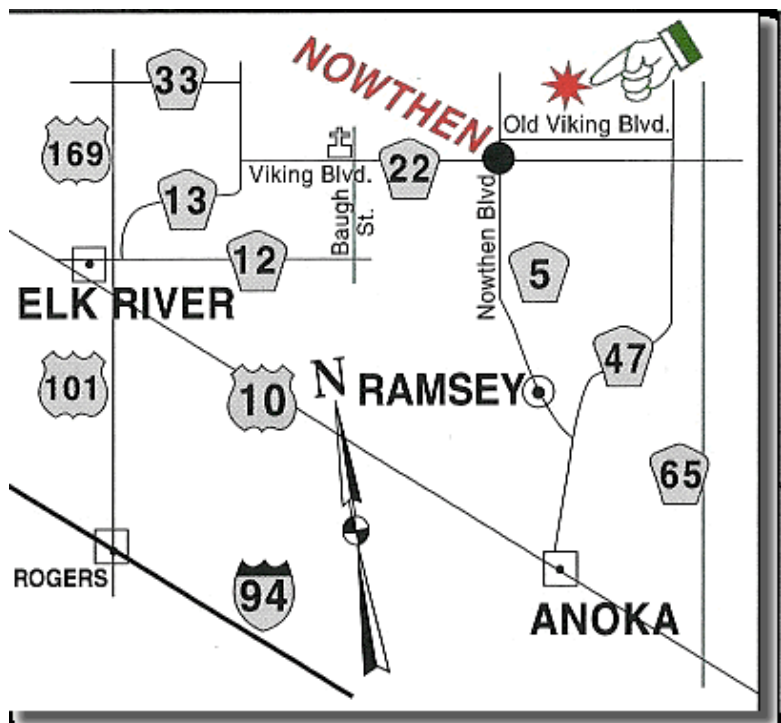 NOWTHEN
33
169
Old Viking Blvd.
Viking Blvd.
22
13
Baugh
St.
Nowthen Blvd
12
5
ELK RIVER
47
101
10
N
RAMSEY
65
ROGERS
94
ANOKA